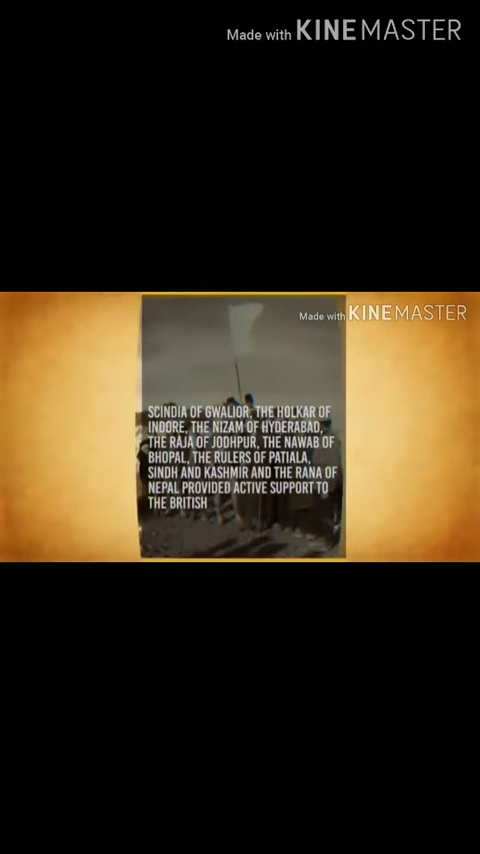 Made with KINEMASTER
Made with KINEMASTER
SCINDIA OF GWALIOR, THE HOLKAR OF
INDORE, THE NIZAM OF HYDERABAD,
THE RAJA OF JODHPUR, THE NAWAB OF
BHOPAL, THE RULERS OF PATIALA,
SINDH AND KASHMIR AND THE RANA OF
NEPAL PROVIDED ACTIVE SUPPORT TO
THE BRITISH